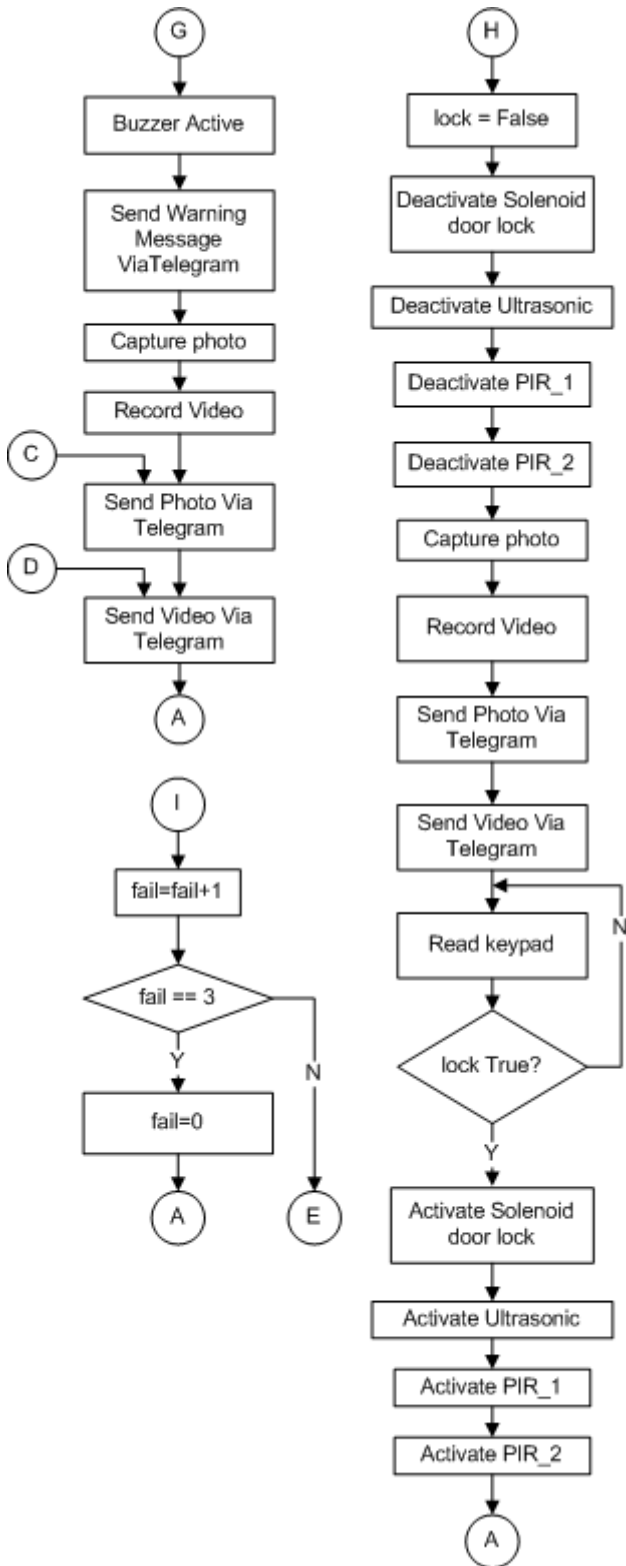 G
Buzzer Active
Send Warning
Message
ViaTelegram
Capture photo
Record Video
C
Send Photo Via
Telegram
D
Send Video Via
Telegram
A
I
fail=fail+1
fail == 3
Y
N
fail=0
A
E
H
lock = False
Deactivate Solenoid
door lock
Deactivate Ultrasonic
Deactivate PIR_1
Deactivate PIR_2
Capture photo
Record Video
Send Photo Via
Telegram
Send Video Via
Telegram
N
Read keypad
lock True?
Y
Activate Solenoid
door lock
Activate Ultrasonic
Activate PIR_1
Activate PIR_2
A